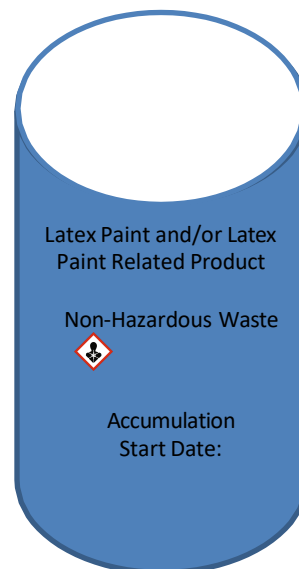 Latex Paint and/or Latex
Paint Related Product
Non-Hazardous Waste
Accumulation
Start Date: